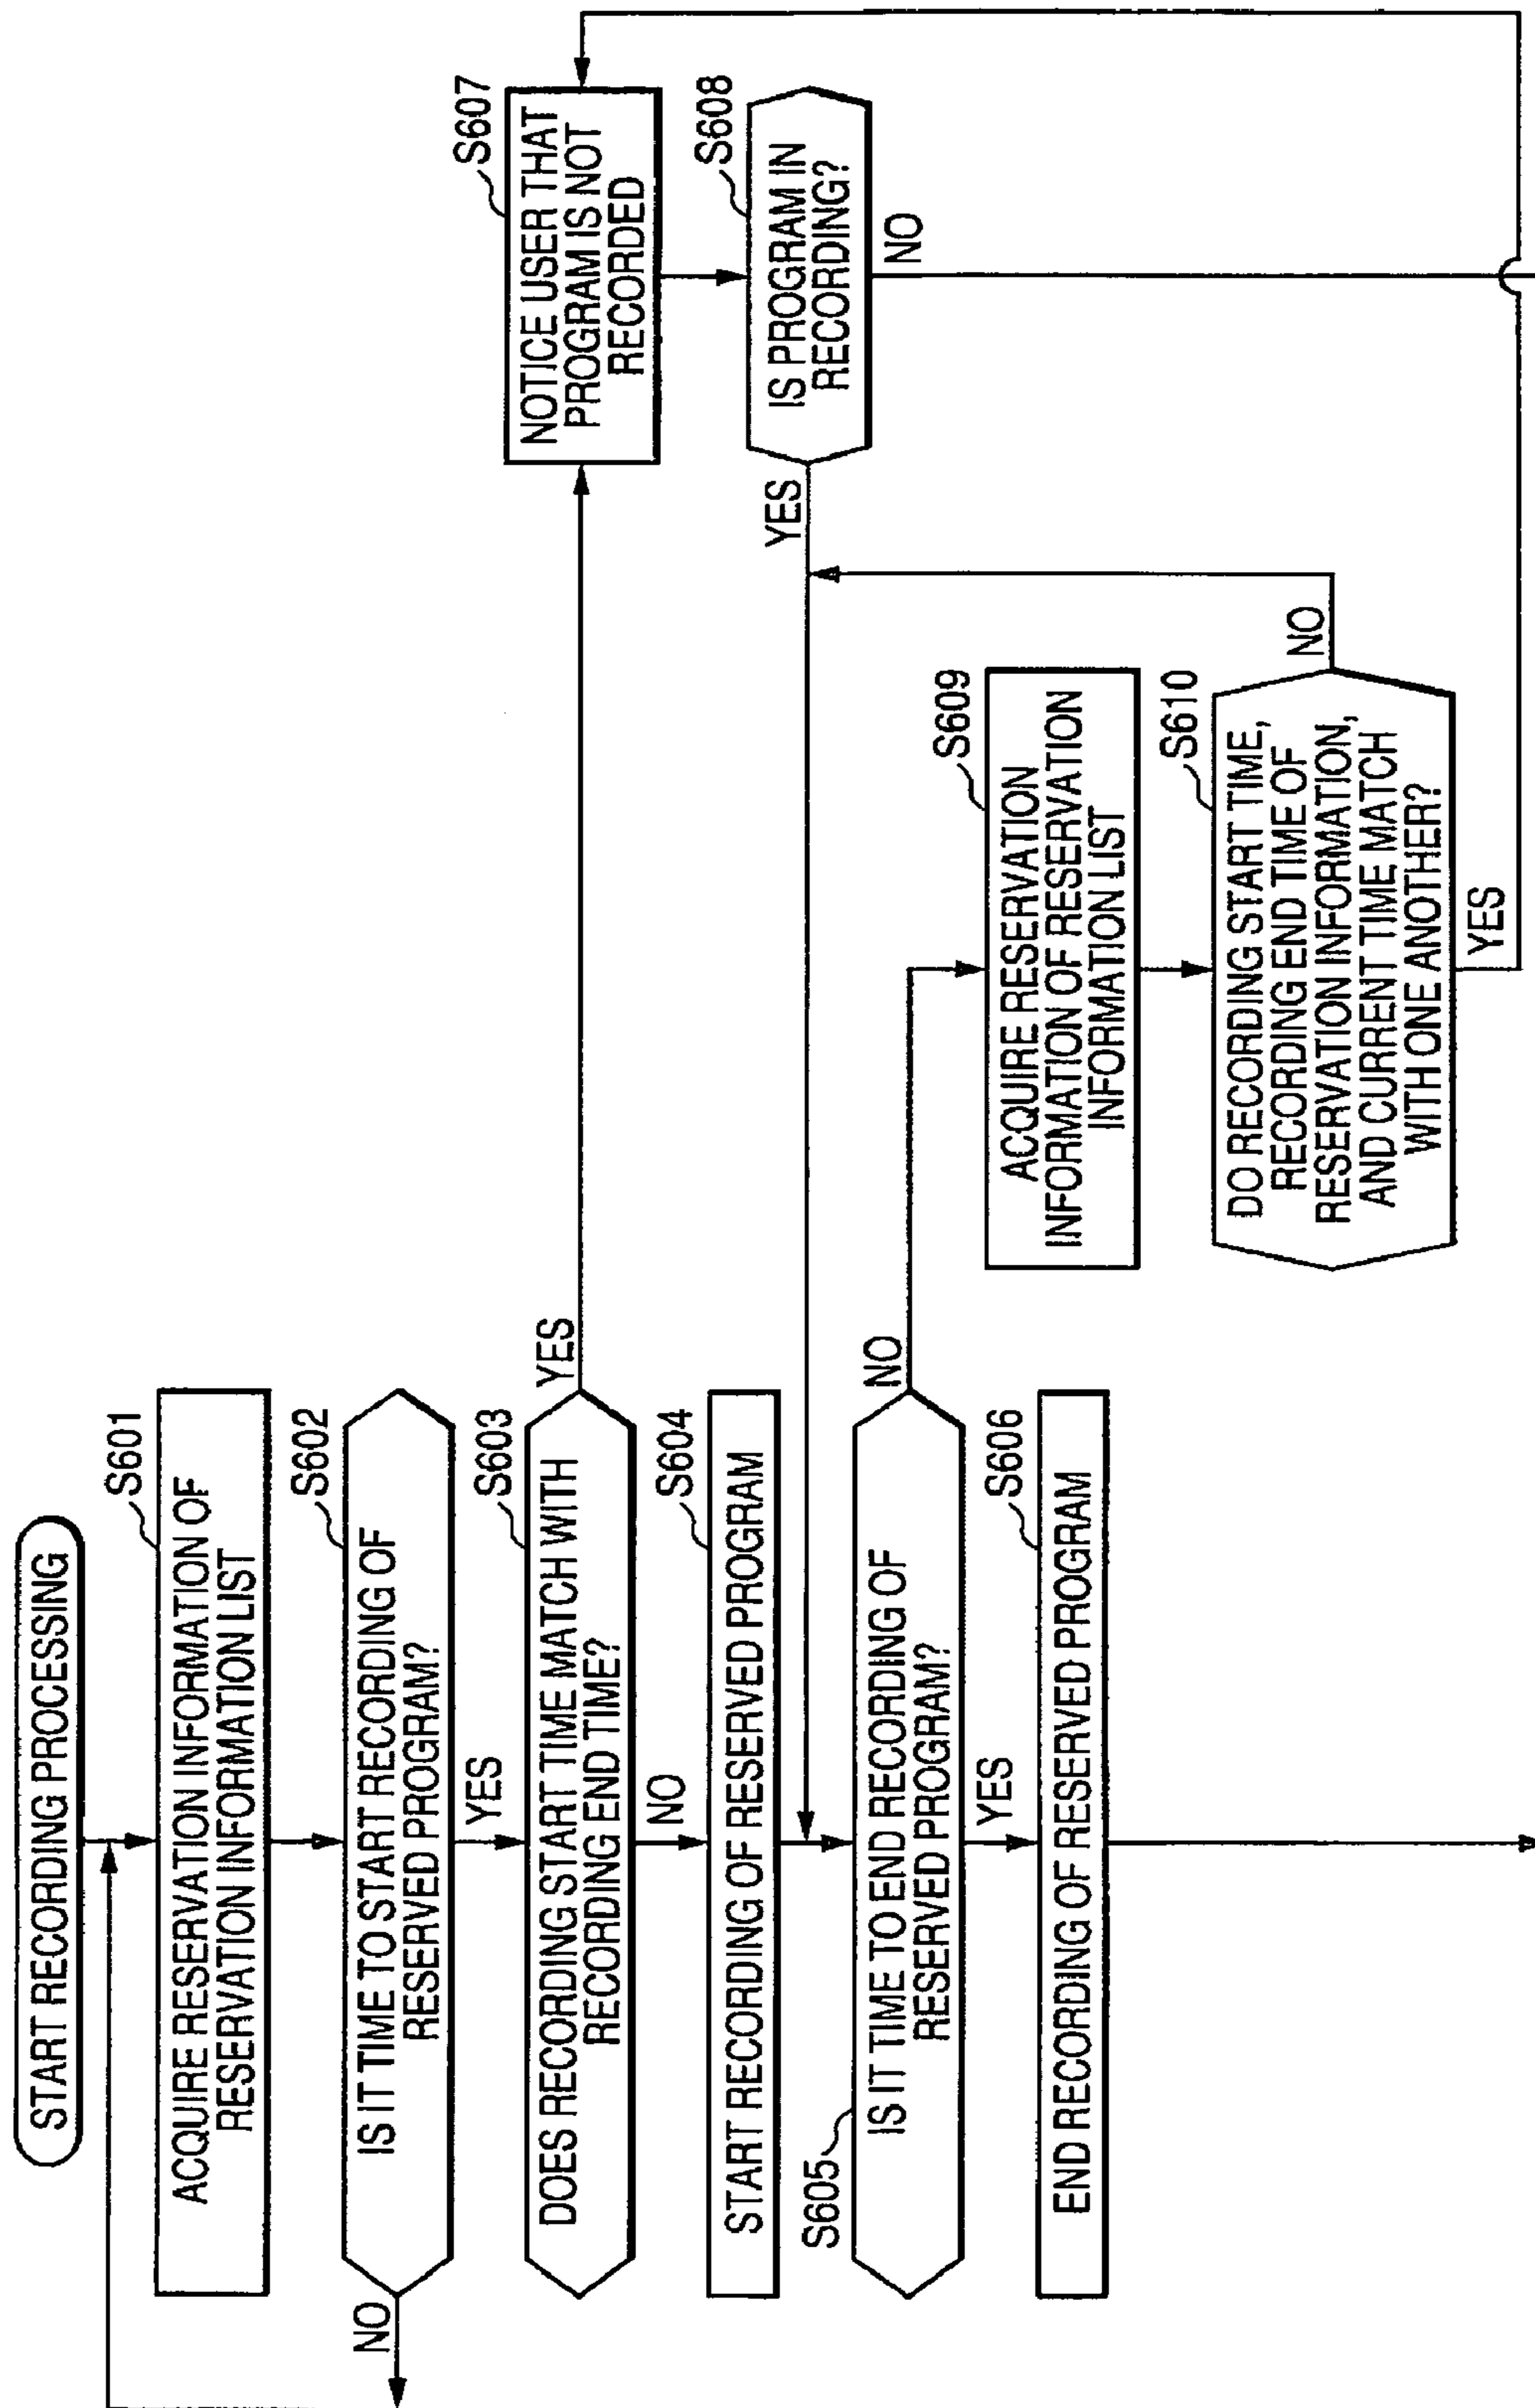 START RECORDING PROCESSING
S601
ACQUIRE RESERVATION INFORMATION OF
RESERVATION INFORMATION LIST
S602
IS IT TIME TO START RECORDING OF
RESERVED PROGRAM?
NO
YES
S603
DOES RECORDING START TIME MATCH WITH
RECORDING END TIME?
YES
NO
S604
START RECORDING OF RESERVED PROGRAM
S605
IS IT TIME TO END RECORDING OF
RESERVED PROGRAM?
NO
YES
S606
END RECORDING OF RESERVED PROGRAM
S607
NOTICE USER THAT
PROGRAM IS NOT
RECORDED
S608
IS PROGRAM IN
RECORDING?
YES
NO
S609
ACQUIRE RESERVATION
INFORMATION OF RESERVATION
INFORMATION LIST
S610
DO RECORDING START TIME,
RECORDING END TIME OF
RESERVATION INFORMATION,
AND CURRENT TIME MATCH
WITH ONE ANOTHER?
NO
YES